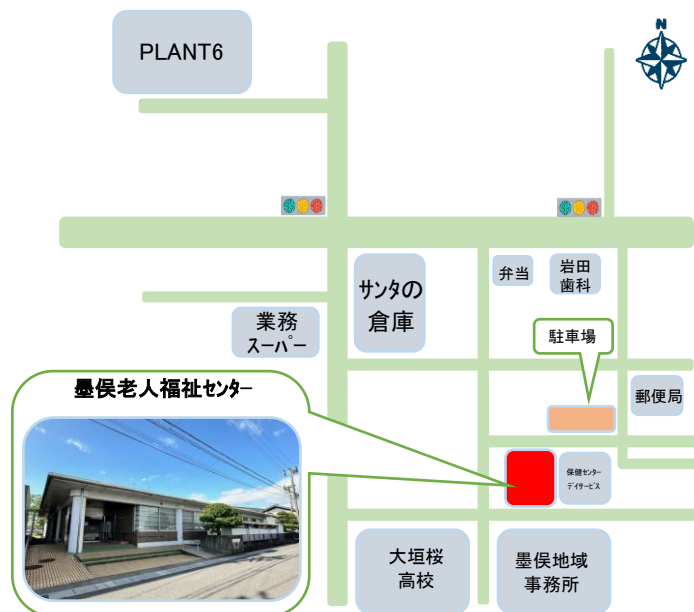 PLANT6
N
サンタの
倉庫
弁当
岩田
歯科
業務
スーパー
駐車場
墨俣老人福祉センター
郵便局
保健センター
デイサービス
大垣桜
高校
墨俣地域
事務所